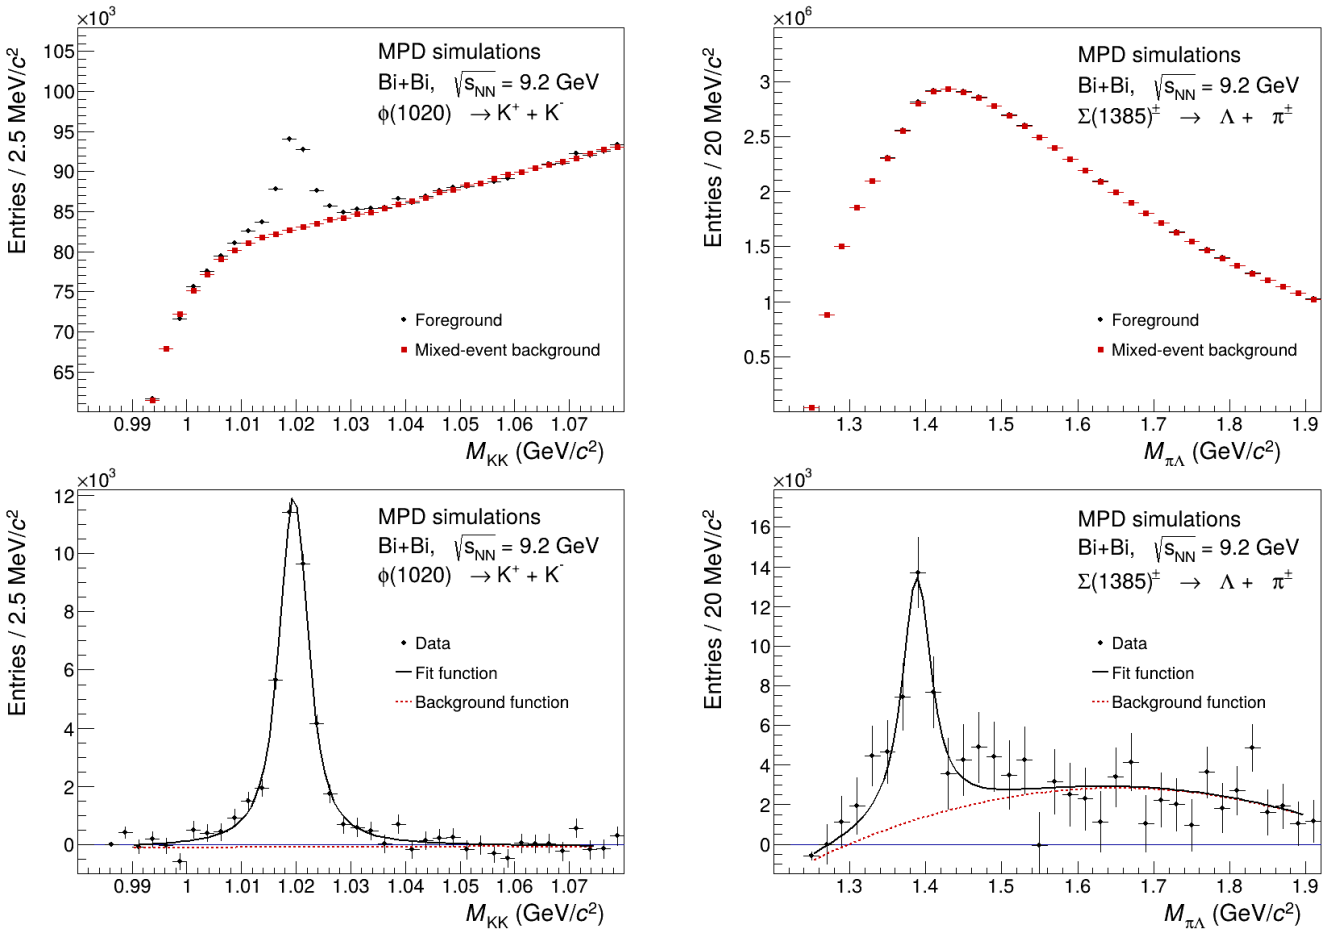 ×10³
105
100
95
90
85
80
75
70
65
Entries / 2.5 MeV/c²
MPD simulations
Bi+Bi, √s_NN = 9.2 GeV
ϕ(1020) → K⁺ + K⁻
Foreground
Mixed-event background
0.99 1 1.01 1.02 1.03 1.04 1.05 1.06 1.07
M_KK (GeV/c²)
×10⁶
3
2.5
2
1.5
1
0.5
Entries / 20 MeV/c²
MPD simulations
Bi+Bi, √s_NN = 9.2 GeV
Σ(1385)± → Λ + π±
Foreground
Mixed-event background
1.3 1.4 1.5 1.6 1.7 1.8 1.9
M_πΛ (GeV/c²)
×10³
12
10
8
6
4
2
0
Entries / 2.5 MeV/c²
MPD simulations
Bi+Bi, √s_NN = 9.2 GeV
ϕ(1020) → K⁺ + K⁻
Data
Fit function
Background function
0.99 1 1.01 1.02 1.03 1.04 1.05 1.06 1.07
M_KK (GeV/c²)
×10³
16
14
12
10
8
6
4
2
0
Entries / 20 MeV/c²
MPD simulations
Bi+Bi, √s_NN = 9.2 GeV
Σ(1385)± → Λ + π±
Data
Fit function
Background function
1.3 1.4 1.5 1.6 1.7 1.8 1.9
M_πΛ (GeV/c²)